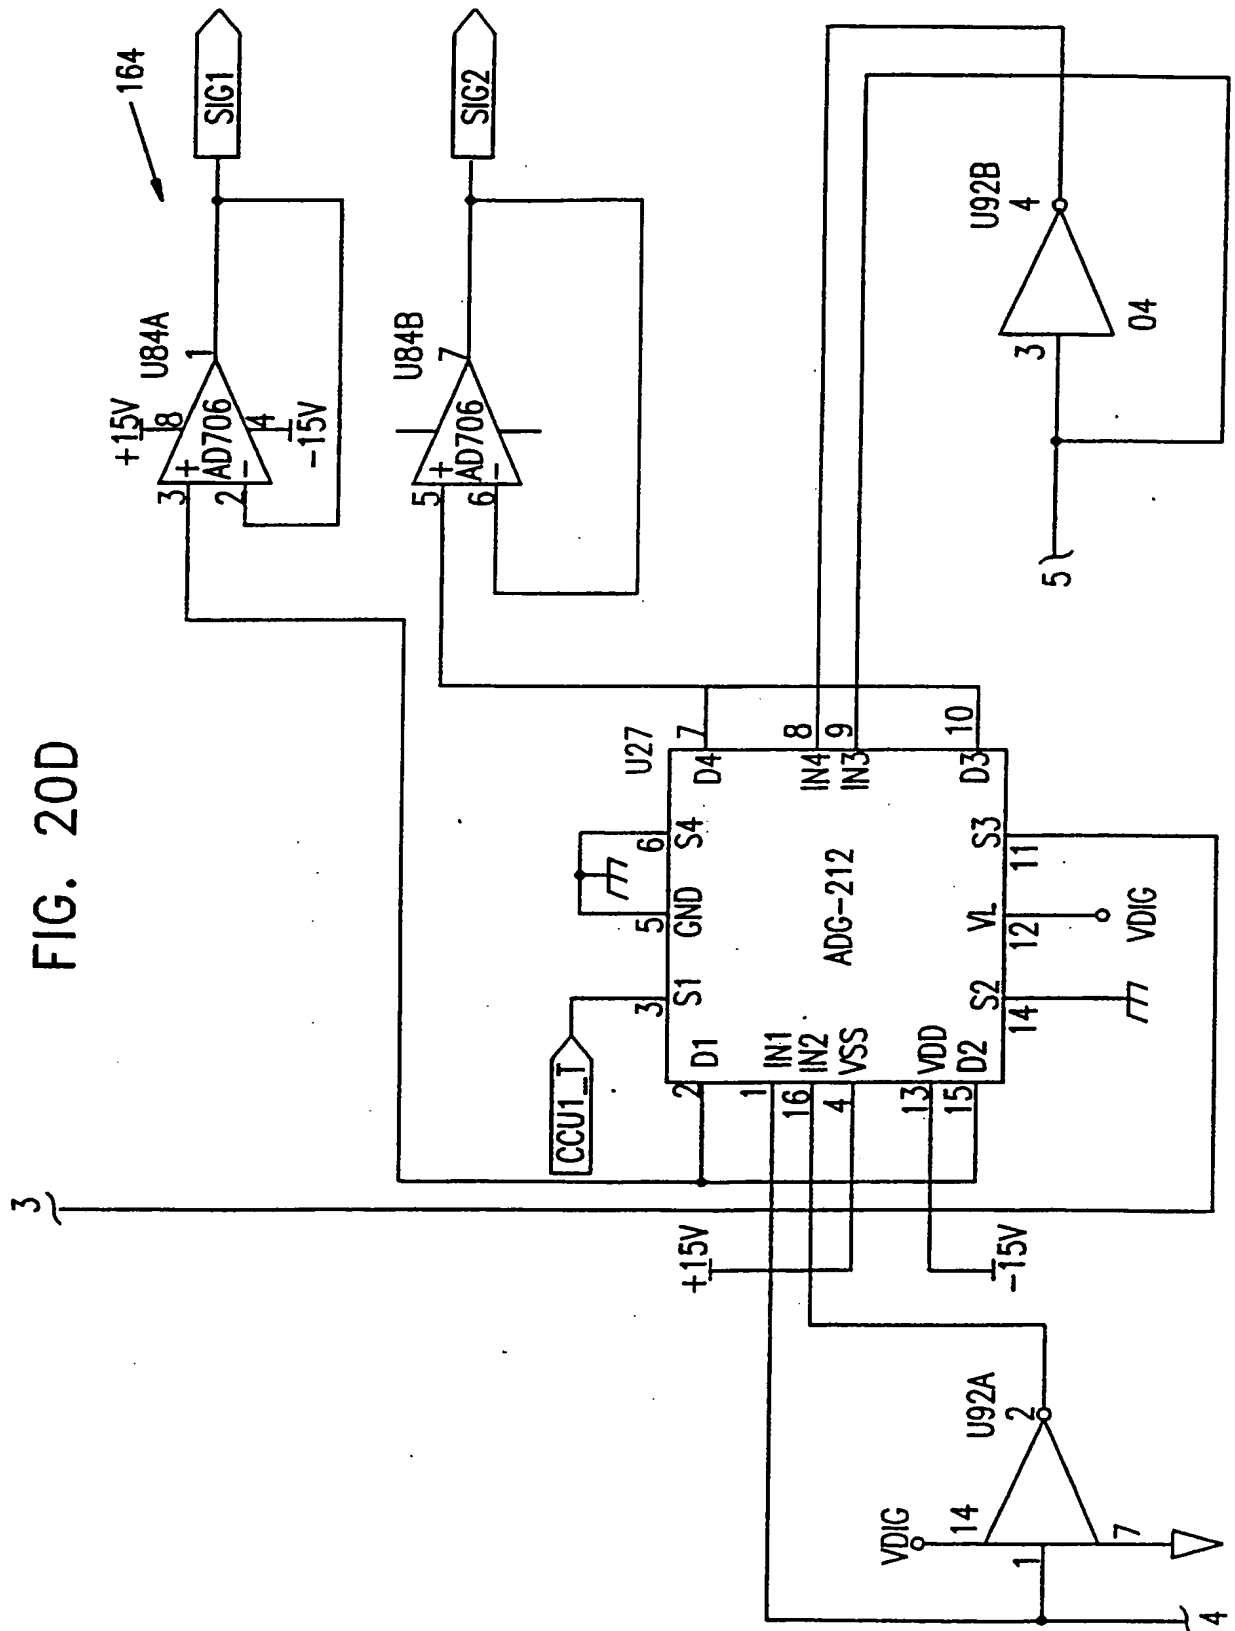 FIG. 20D
164
SIG1
SIG2
+15V
U84A
8
1
3
+
AD706
2
-
4
-15V
U84B
7
5
+
AD706
6
-
3
CCU1_T
U27
3
S1
5
GND
6
S4
2
D1
7
D4
1
IN1
8
IN4
16
IN2
9
IN3
4
VSS
ADG-212
13
VDD
15
D2
10
D3
14
S2
12
VL
11
S3
VDIG
+15V
-15V
U92A
VDIG
14
2
1
7
4
U92B
4
3
04
5